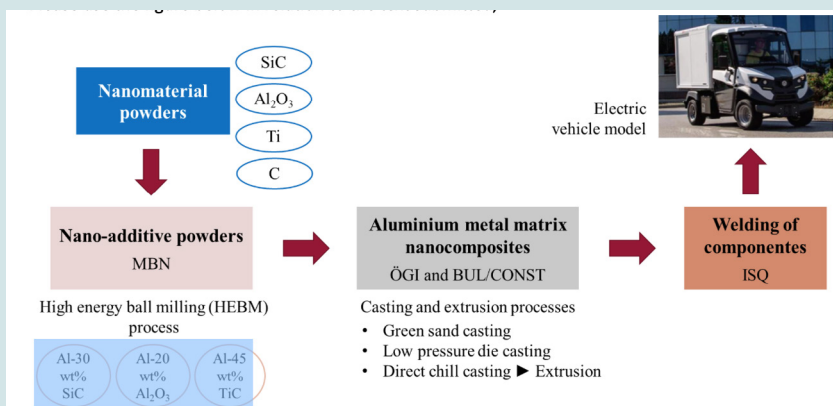 Nanomaterial
powders
SiC
Al₂O₃
Ti
C
Electric
vehicle model
Nano-additive powders
MBN
Aluminium metal matrix
nanocomposites
ÖGI and BUL/CONST
Welding of
componentes
ISQ
High energy ball milling (HEBM)
process
Casting and extrusion processes
• Green sand casting
• Low pressure die casting
• Direct chill casting ► Extrusion
Al-30
wt%
SiC
Al-20
wt%
Al₂O₃
Al-45
wt%
TiC